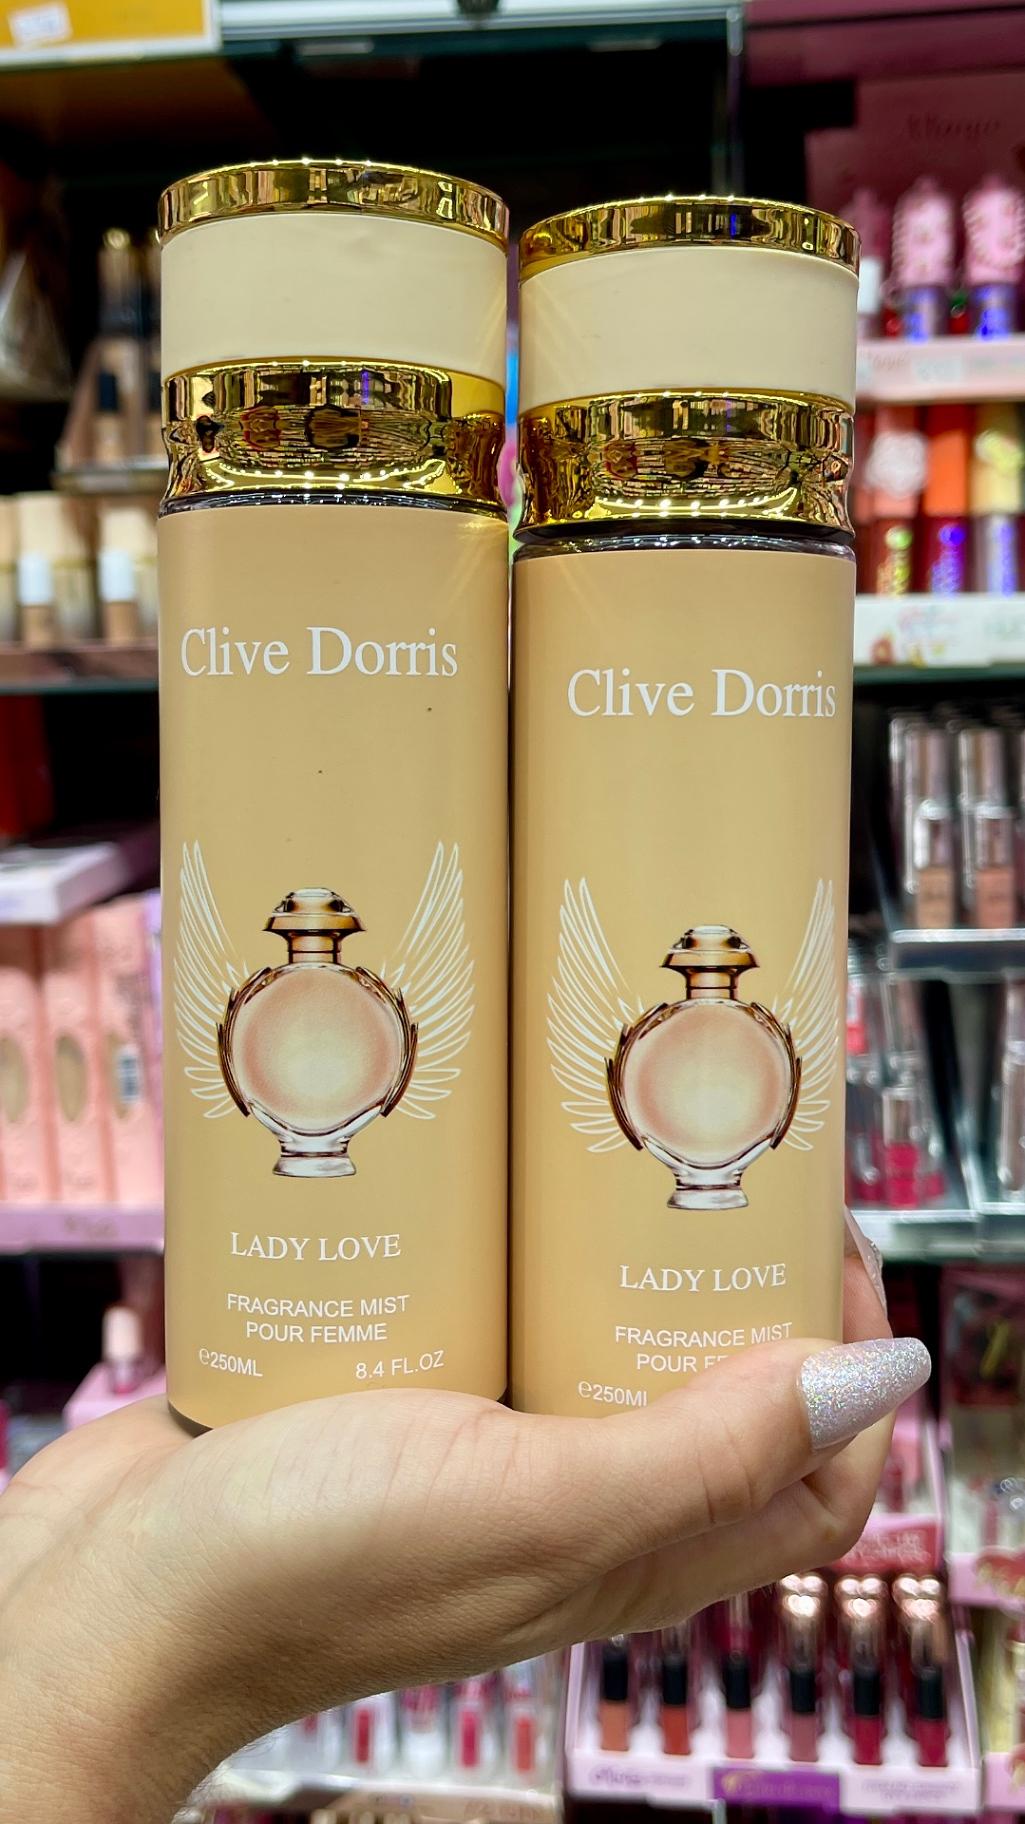 Clive Dorris
LADY LOVE
FRAGRANCE MIST
POUR FEMME
℮250ML 8.4 FL.OZ
Clive Dorris
LADY LOVE
FRAGRANCE MIST
POUR
℮250ML